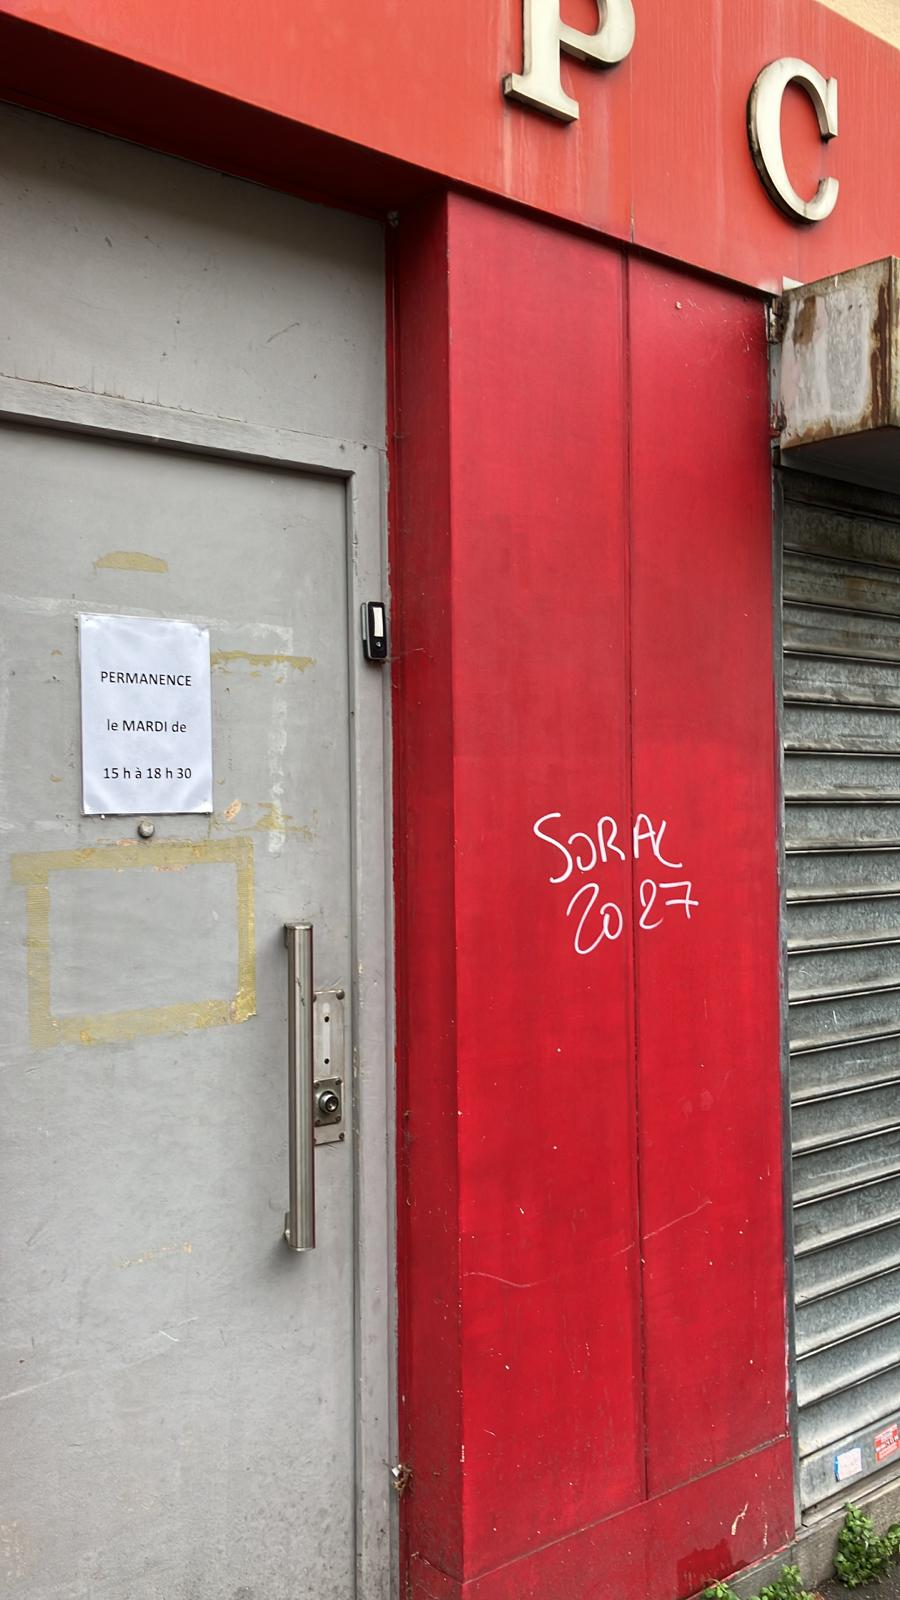 P C
PERMANENCE
le MARDI de
15 h à 18 h 30
SORAL
2027